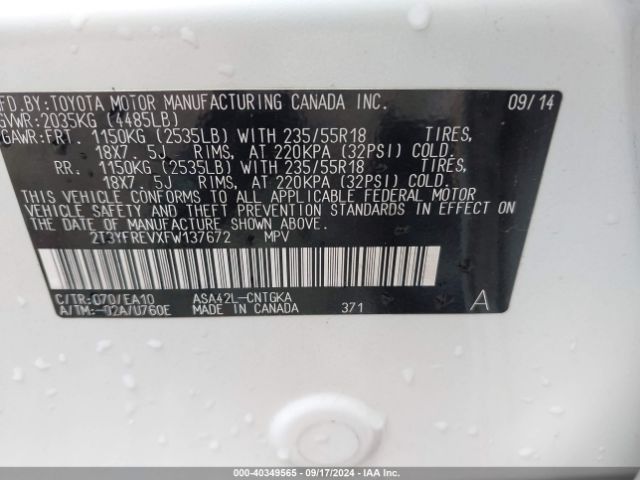 FD.BY:TOYOTA MOTOR MANUFACTURING CANADA INC. 09/14
GVWR:2035KG (4485LB)
GAWR:FRT. 1150KG (2535LB) WITH 235/55R18 TIRES,
18X7. 5J RIMS, AT 220KPA (32PSI) COLD.
RR. 1150KG (2535LB) WITH 235/55R18 TIRES,
18X7. 5J RIMS, AT 220KPA (32PSI) COLD.
THIS VEHICLE CONFORMS TO ALL APPLICABLE FEDERAL MOTOR
VEHICLE SAFETY AND THEFT PREVENTION STANDARDS IN EFFECT ON
THE DATE OF MANUFACTURE SHOWN ABOVE.
2T3YFREVXFW137672 MPV
C/TR:070/EA10 ASA42L-CNTGKA A
A/TM:-02A/U760E MADE IN CANADA 371
Stock# - 40349565 - 09/17/2024 - IAA Inc.